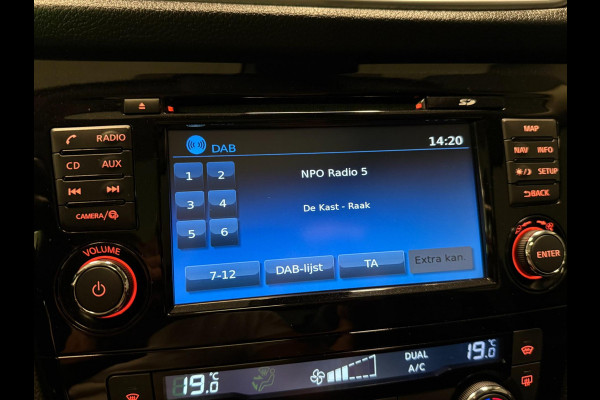 SD
RADIO
CD AUX
CAMERA/
VOLUME
DAB 14:20
1 2
3 4
5 6
NPO Radio 5
De Kast - Raak
7-12 DAB-lijst TA Extra kan.
MAP
NAV INFO
SETUP
BACK
ENTER
19.0°C DUAL A/C 19.0°C